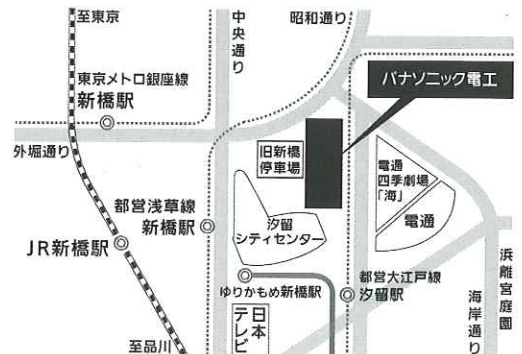 至東京
中央通り
昭和通り
東京メトロ銀座線
新橋駅
パナソニック電工
外堀通り
旧新橋
停車場
電通
四季劇場
「海」
電通
都営浅草線
新橋駅
汐留
シティセンター
JR新橋駅
ゆりかもめ新橋駅
都営大江戸線
汐留駅
浜離宮庭園
海岸通り
日本
テレビ
至品川